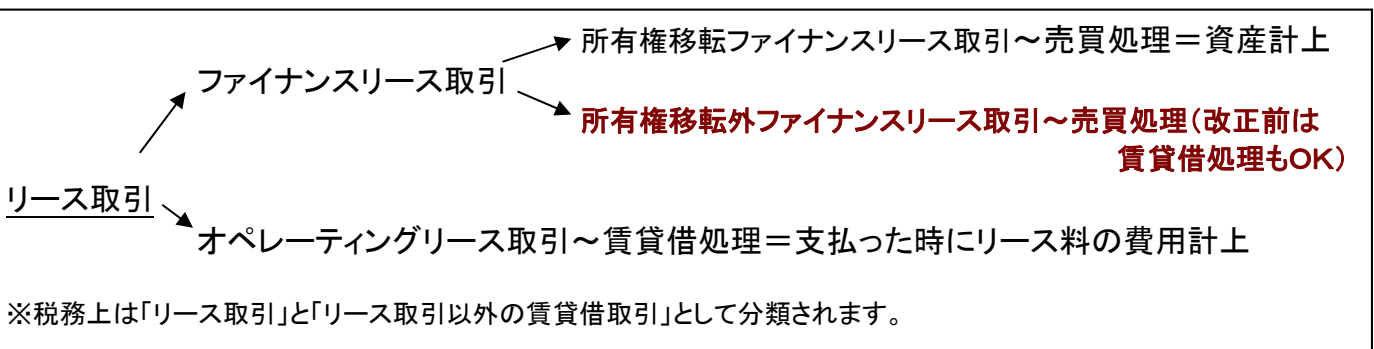 所有権移転ファイナンスリース取引～売買処理＝資産計上
ファイナンスリース取引
所有権移転外ファイナンスリース取引～売買処理（改正前は
賃貸借処理もＯＫ）
リース取引
オペレーティングリース取引～賃貸借処理＝支払った時にリース料の費用計上
※税務上は「リース取引」と「リース取引以外の賃貸借取引」として分類されます。